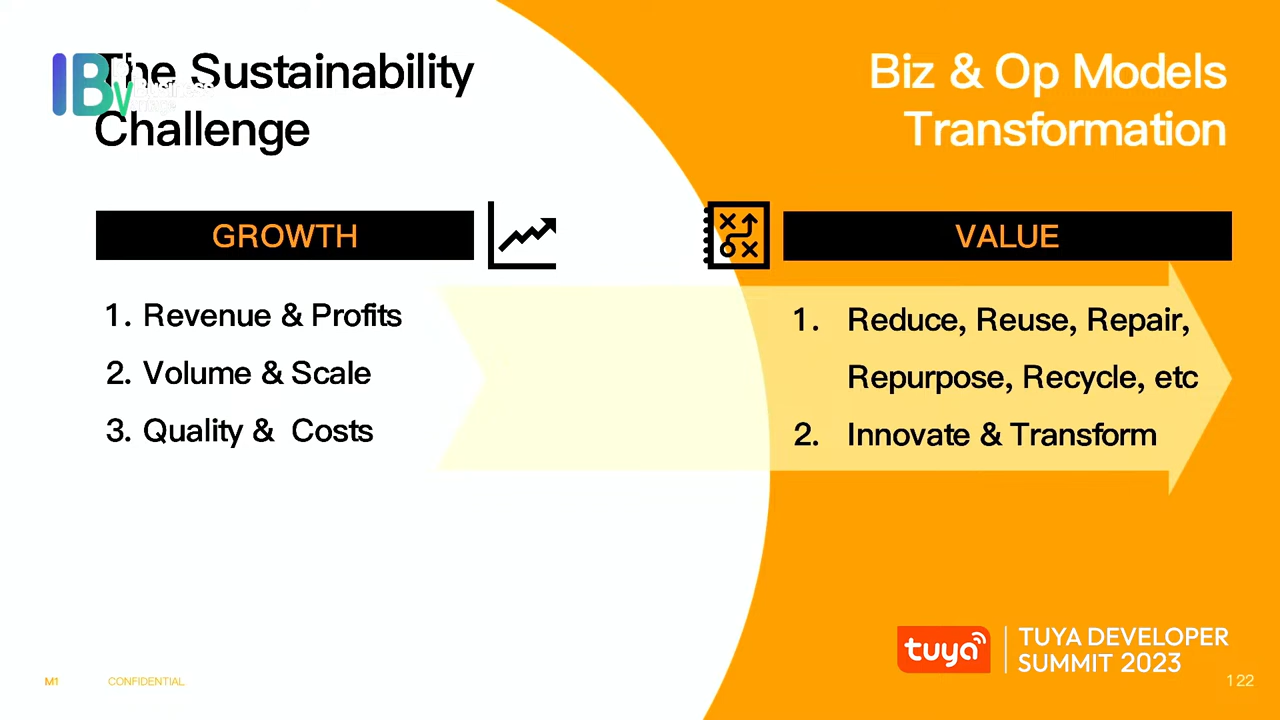 The Sustainability
Challenge
IBv
Biz & Op Models
Transformation
GROWTH
VALUE
1. Revenue & Profits
2. Volume & Scale
3. Quality & Costs
1. Reduce, Reuse, Repair,
Repurpose, Recycle, etc
2. Innovate & Transform
tuya
TUYA DEVELOPER
SUMMIT 2023
M1
CONFIDENTIAL
122